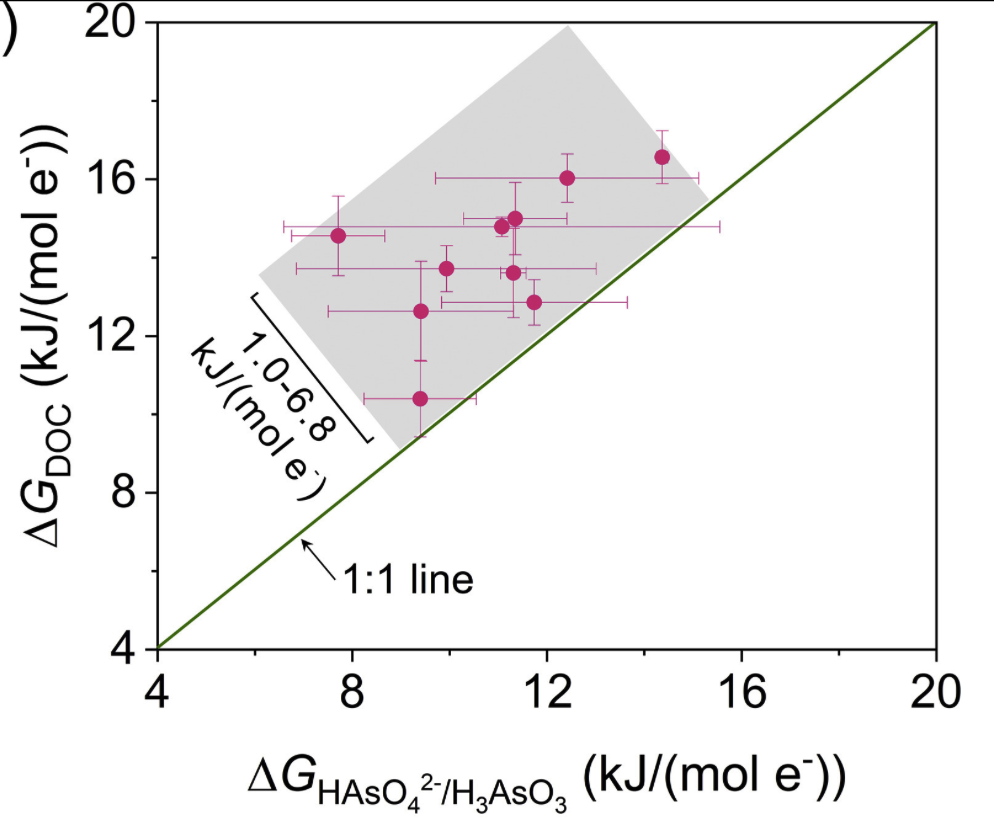 )
20
16
12
8
4
ΔG_DOC (kJ/(mol e⁻))
1.0-6.8
kJ/(mol e⁻)
1:1 line
4 8 12 16 20
ΔG_HAsO₄²⁻/H₃AsO₃ (kJ/(mol e⁻))